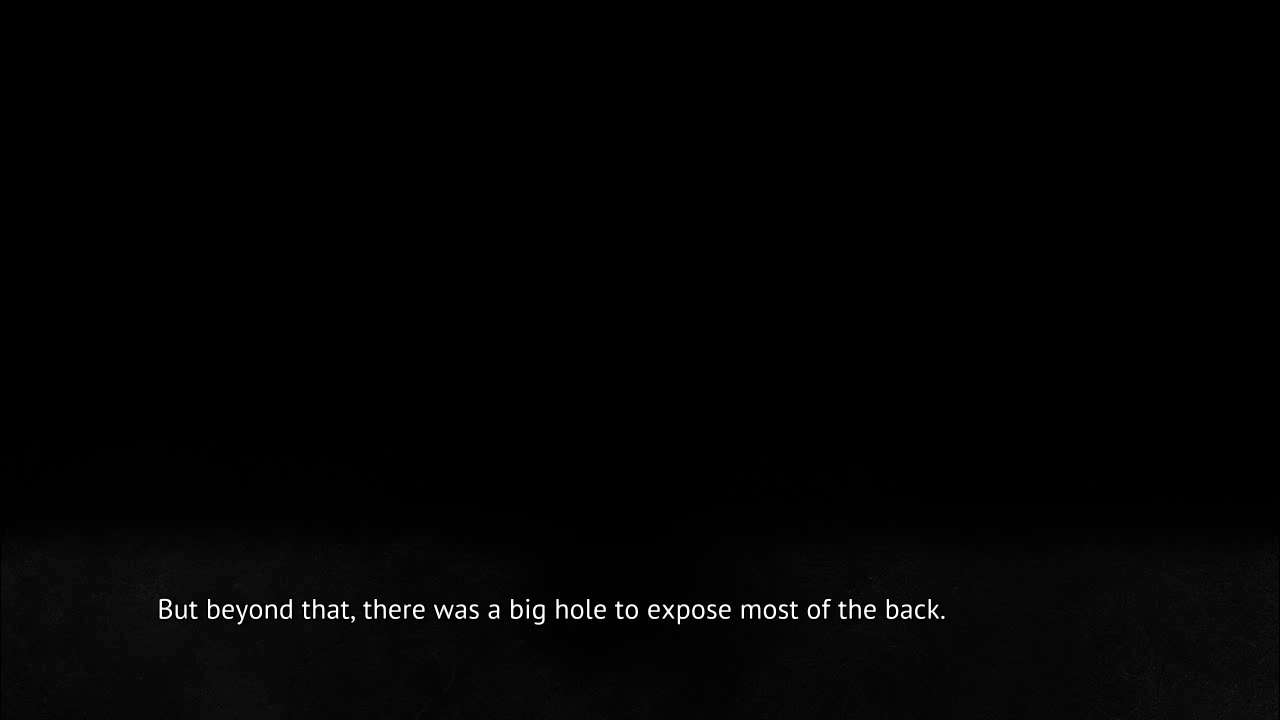 But beyond that, there was a big hole to expose most of the back.